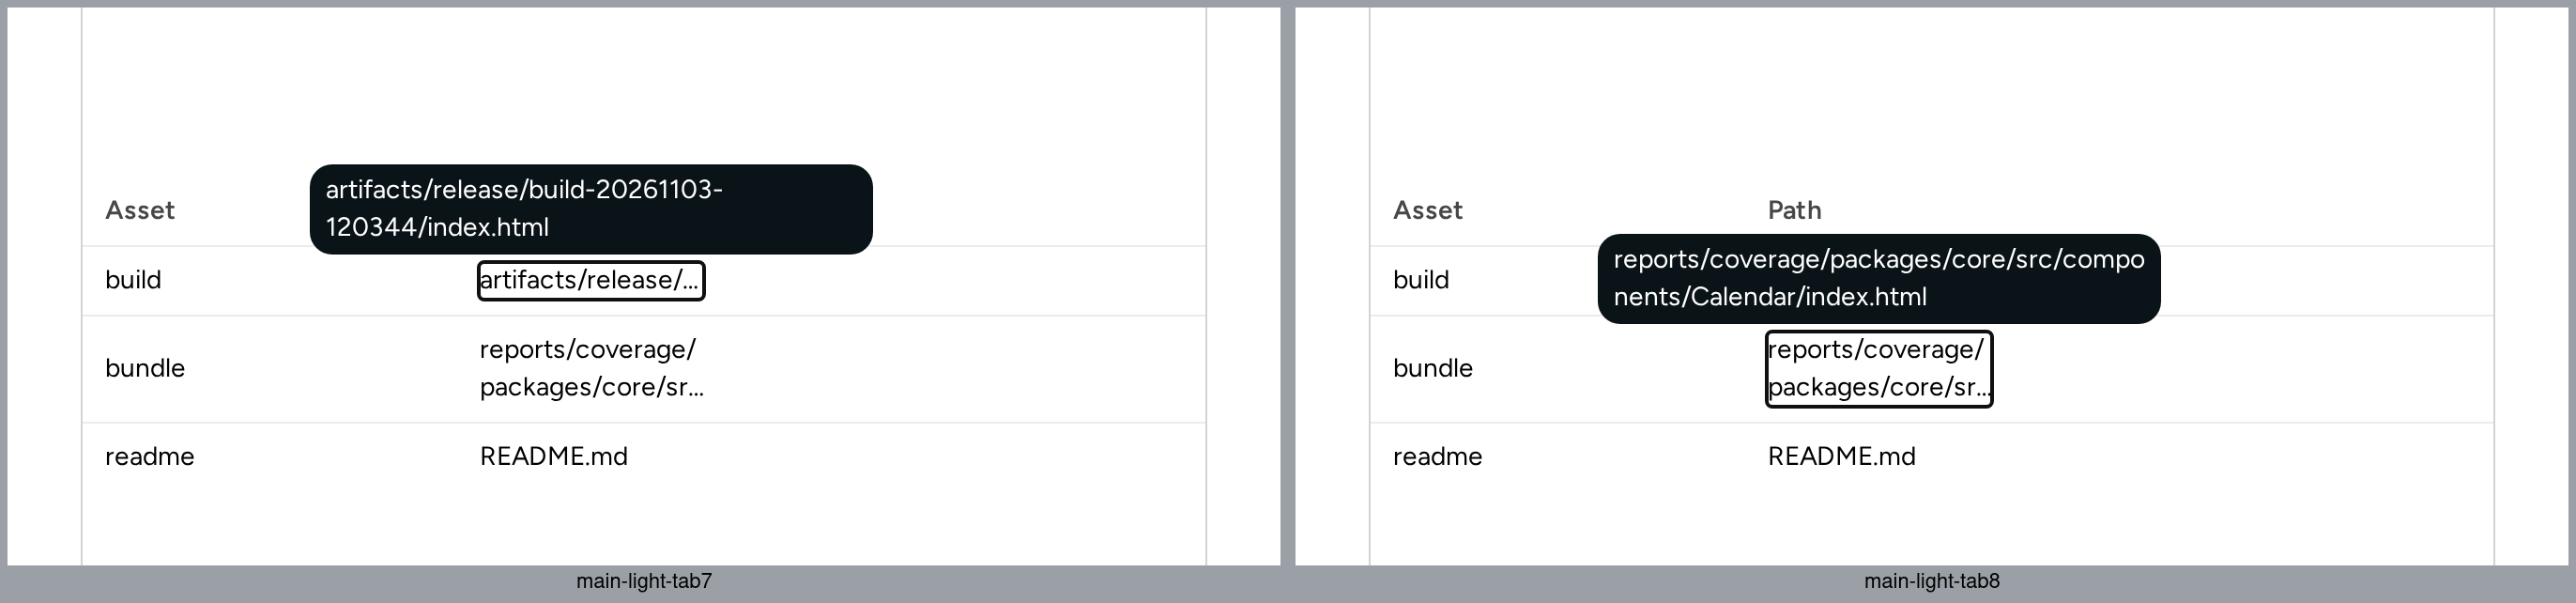 artifacts/release/build-20261103-
120344/index.html
Asset
build
artifacts/release/...
bundle
reports/coverage/
packages/core/sr...
readme
README.md
main-light-tab7
Asset
Path
reports/coverage/packages/core/src/compo
nents/Calendar/index.html
build
bundle
reports/coverage/
packages/core/sr...
readme
README.md
main-light-tab8